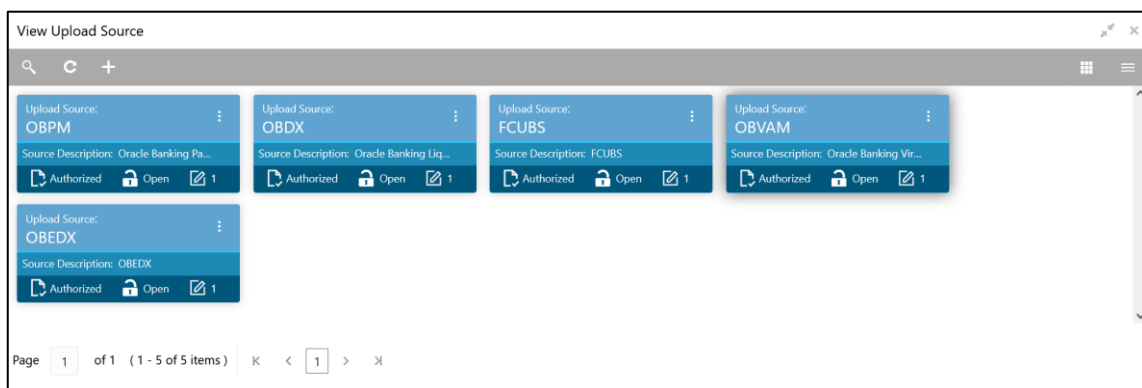 View Upload Source
Upload Source:
OBPM
Source Description: Oracle Banking Pa...
Authorized Open 1
Upload Source:
OBDX
Source Description: Oracle Banking Liq...
Authorized Open 1
Upload Source:
FCUBS
Source Description: FCUBS
Authorized Open 1
Upload Source:
OBVAM
Source Description: Oracle Banking Vir...
Authorized Open 1
Upload Source:
OBEDX
Source Description: OBEDX
Authorized Open 1
Page 1 of 1 ( 1 - 5 of 5 items ) 1